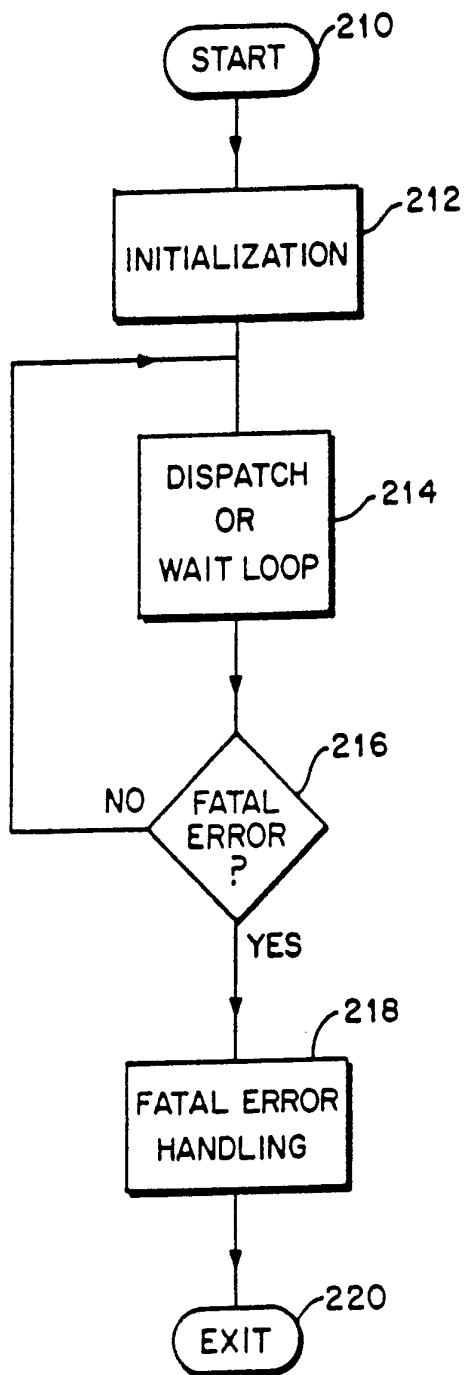 START
210
INITIALIZATION
212
DISPATCH
OR
WAIT LOOP
214
216
NO
FATAL
ERROR
?
YES
218
FATAL ERROR
HANDLING
EXIT
220